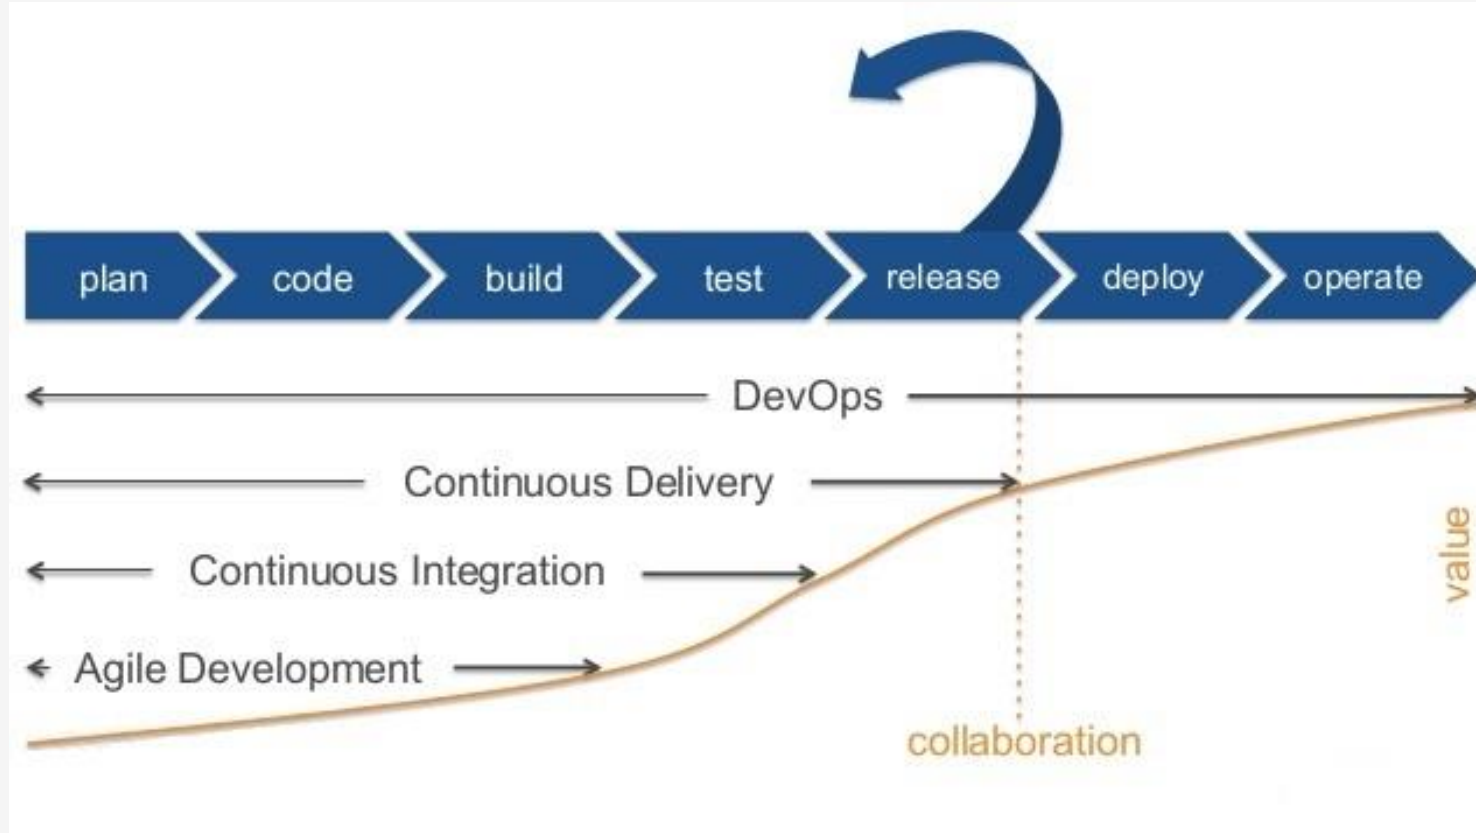 plan code build test release deploy operate
DevOps
Continuous Delivery
value
Continuous Integration
Agile Development
collaboration